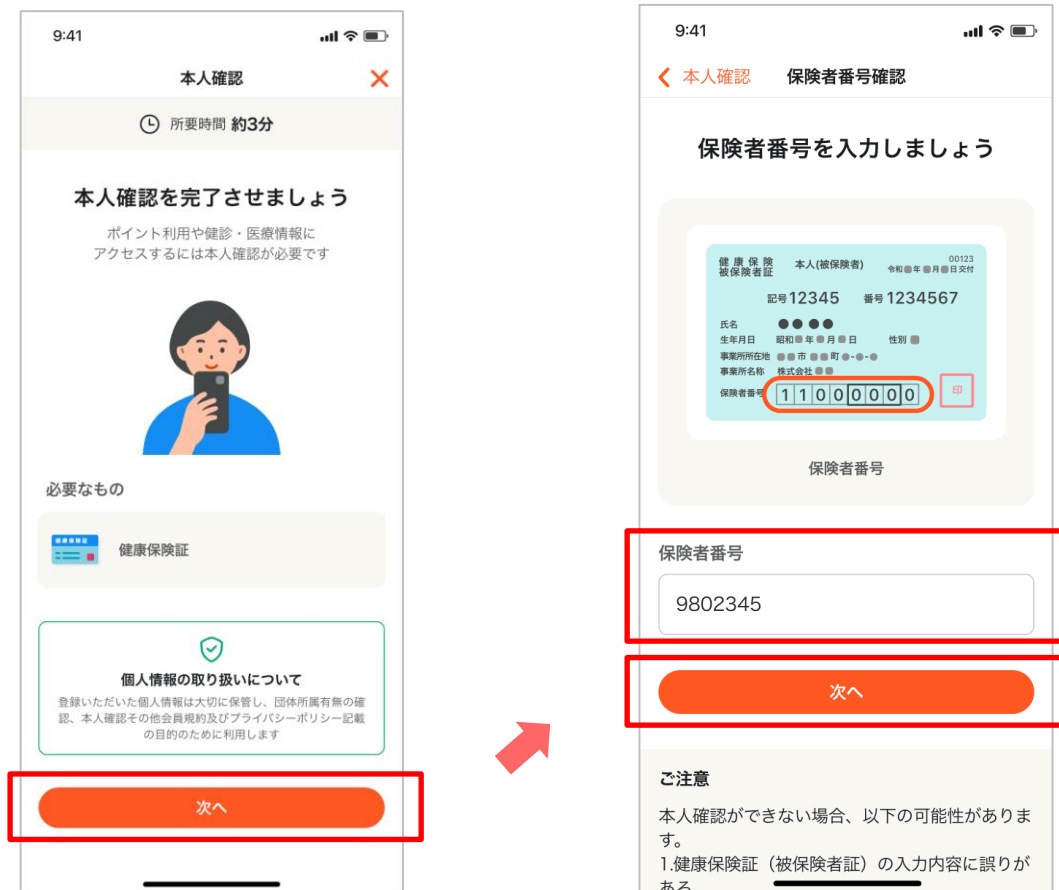 9:41
本人確認
所要時間 約3分
本人確認を完了させましょう
ポイント利用や健診・医療情報に
アクセスするには本人確認が必要です
必要なもの
健康保険証
個人情報の取り扱いについて
登録いただいた個人情報は大切に保管し、団体所属有無の確
認、本人確認その他会員規約及びプライバシーポリシー記載
の目的のために利用します
次へ
9:41
本人確認 保険者番号確認
保険者番号を入力しましょう
健康保険 本人(被保険者) 00123
被保険者証 令和 年 月 日交付
記号12345 番号1234567
氏名 ●●●●
生年月日 昭和●年●月●日 性別
事業所所在地 ●●市●●町●-●-●
事業所名称 株式会社●●
保険者番号 11000000 印
保険者番号
保険者番号
9802345
次へ
ご注意
本人確認ができない場合、以下の可能性がありま
す。
1.健康保険証（被保険者証）の入力内容に誤りが
ある